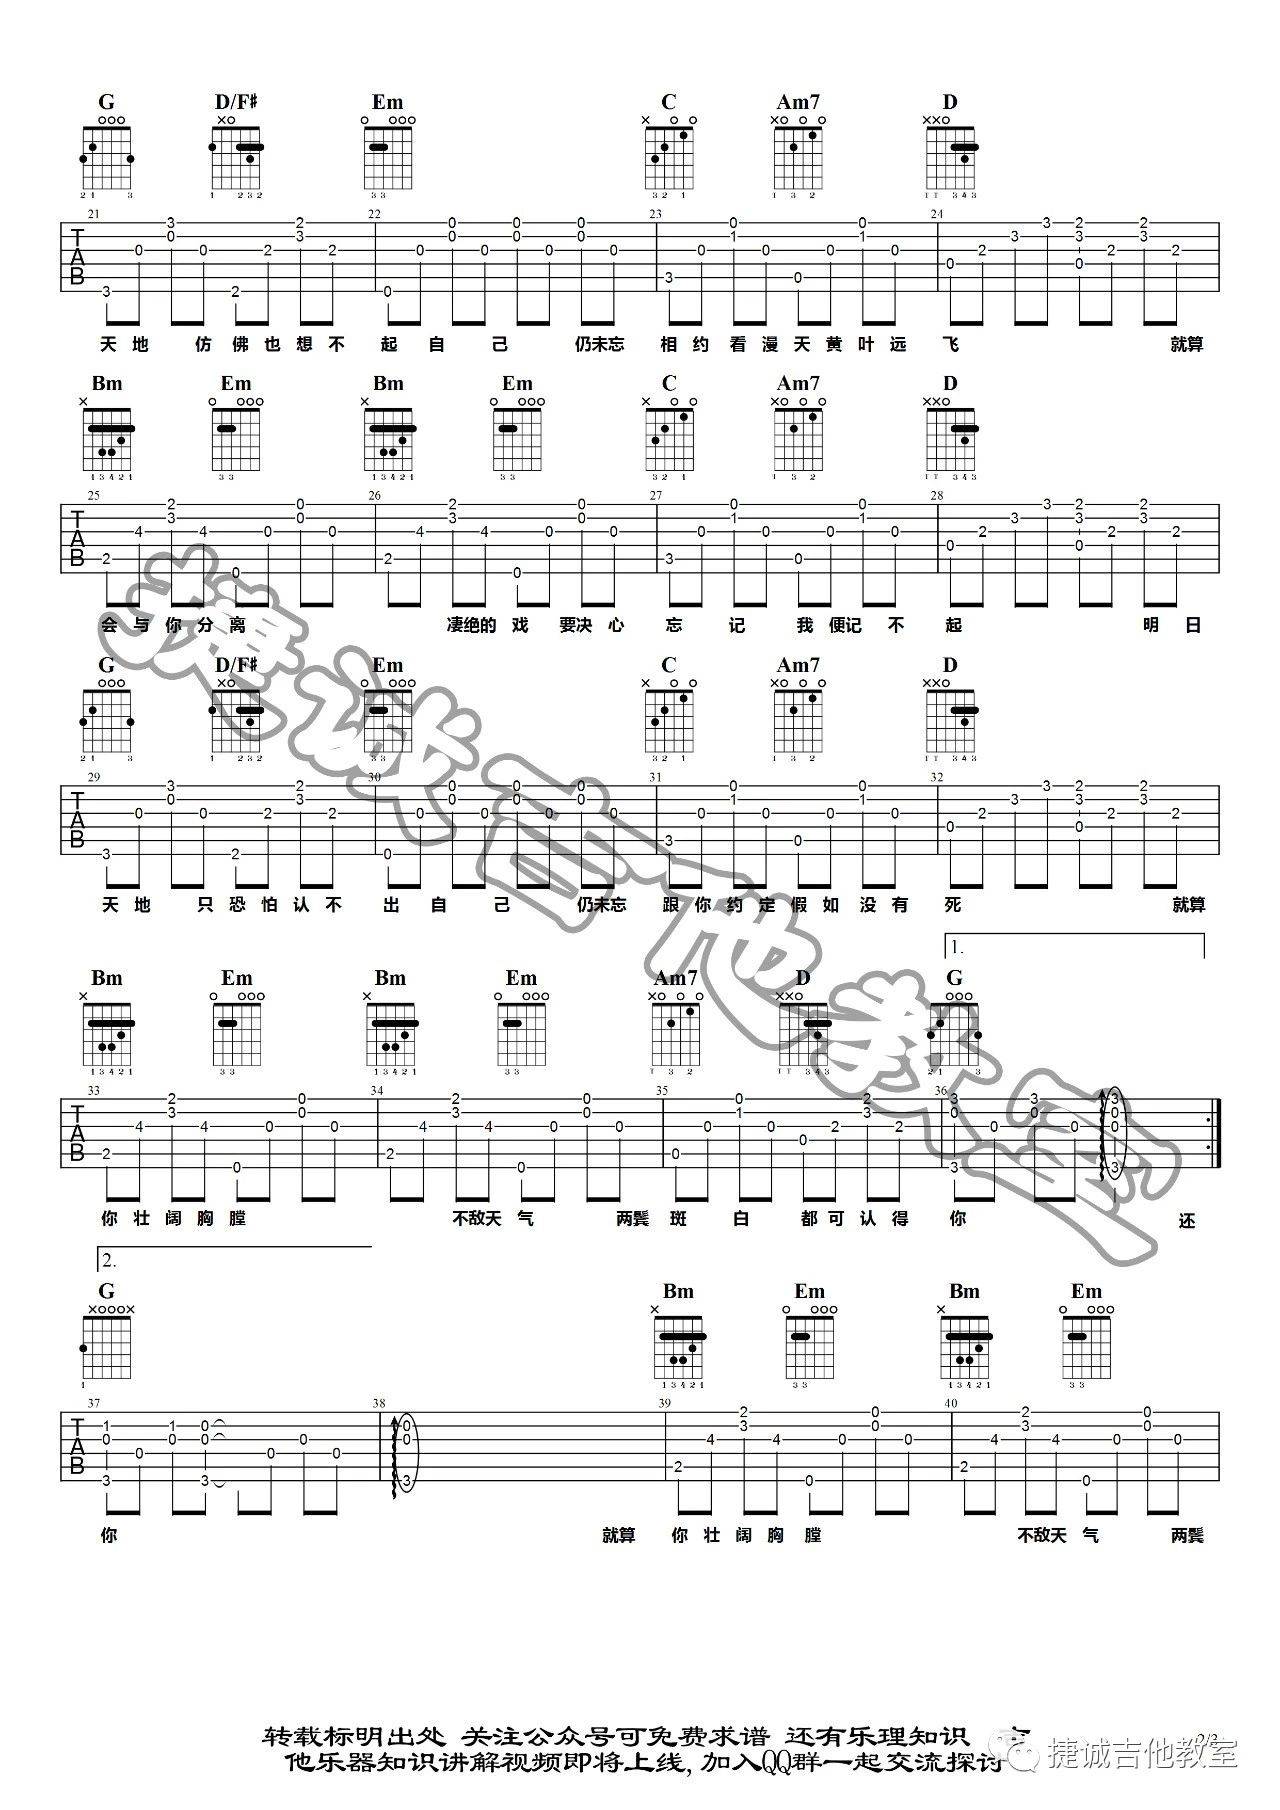 G D/F# Em C Am7 D
21 22 23 24
天 地 仿 佛 也 想 不 起 自 己 仍未忘 相 约 看 漫 天 黄 叶 远 飞 就算
Bm Em Bm Em C Am7 D
25 26 27 28
会 与 你 分 离 凄绝的 戏 要决 心 忘 记 我 便记 不 起 明 日
G D/F# Em C Am7 D
29 30 31 32
天 地 只 恐 怕 认 不 出 自 己 仍未忘 跟 你 约 定 假 如 没 有 死 就算
1.
Bm Em Bm Em Am7 D G
33 34 35 36
你 壮 阔 胸 膛 不敌天 气 两鬓 斑 白 都 可 认 得 你 还
2.
G Bm Em Bm Em
37 38 39 40
你 就算 你 壮 阔 胸 膛 不敌天 气 两鬓
捷诚吉他教室
转载标明出处 关注公众号可免费求谱 还有乐理知识
他乐器知识讲解视频即将上线, 加入QQ群一起交流探讨
2/2
捷诚吉他教室